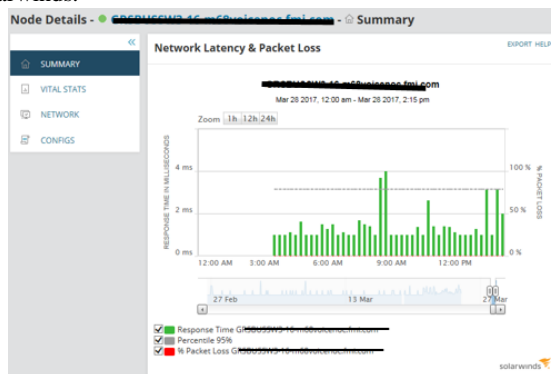 Node Details - - Summary
SUMMARY
VITAL STATS
NETWORK
CONFIGS
Network Latency & Packet Loss
EXPORT HELP
Mar 28 2017, 12:00 am - Mar 28 2017, 2:15 pm
Zoom 1h 12h 24h
RESPONSE TIME IN MILLISECONDS
4 ms
2 ms
0 ms
100 %
50 %
0 %
% PACKET LOSS
12:00 AM 3:00 AM 6:00 AM 9:00 AM 12:00 PM
27 Feb 13 Mar 27 Mar
Response Time
Percentile 95%
% Packet Loss
solarwinds